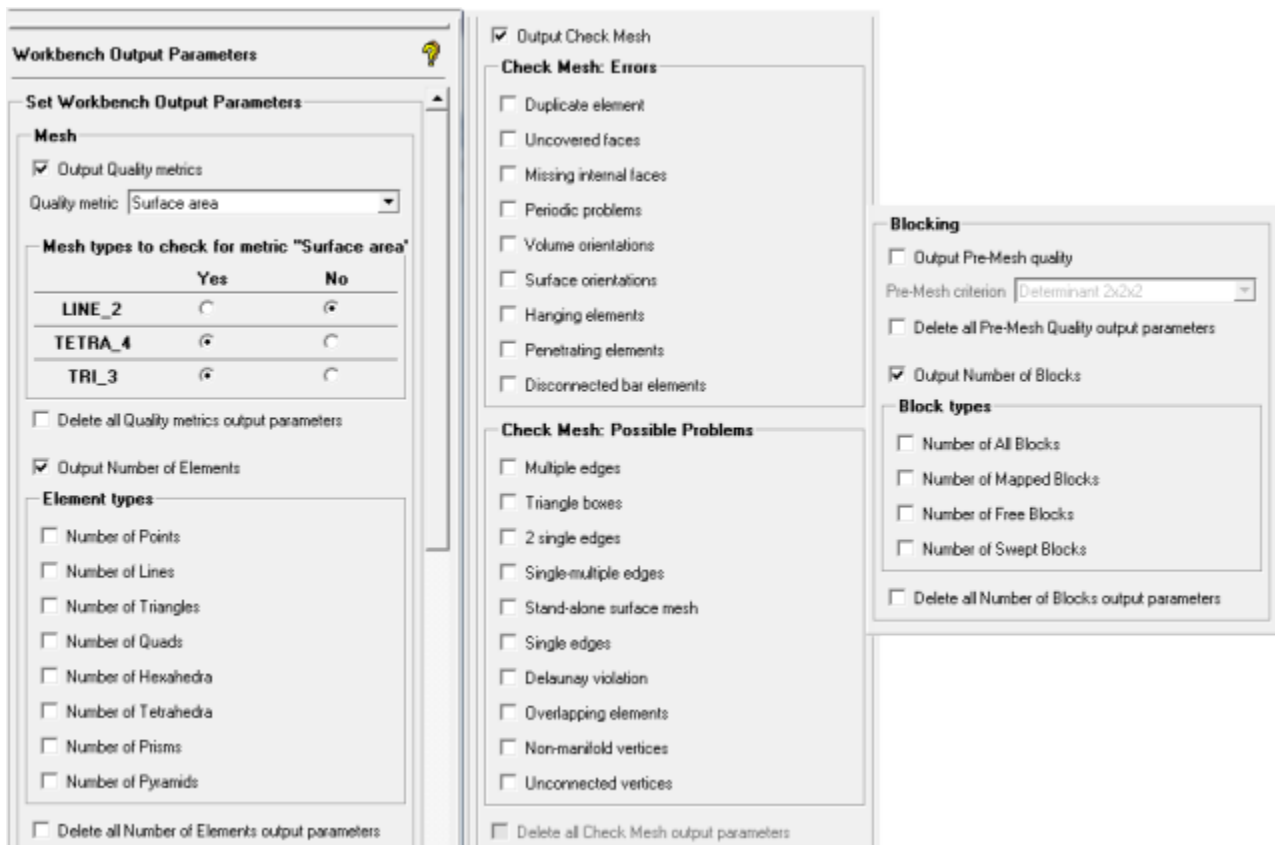 Workbench Output Parameters
Set Workbench Output Parameters
Mesh
Output Quality metrics
Quality metric Surface area
Mesh types to check for metric "Surface area"
Yes No
LINE_2
TETRA_4
TRI_3
Delete all Quality metrics output parameters
Output Number of Elements
Element types
Number of Points
Number of Lines
Number of Triangles
Number of Quads
Number of Hexahedra
Number of Tetrahedra
Number of Prisms
Number of Pyramids
Delete all Number of Elements output parameters
Output Check Mesh
Check Mesh: Errors
Duplicate element
Uncovered faces
Missing internal faces
Periodic problems
Volume orientations
Surface orientations
Hanging elements
Penetrating elements
Disconnected bar elements
Check Mesh: Possible Problems
Multiple edges
Triangle boxes
2 single edges
Single-multiple edges
Stand-alone surface mesh
Single edges
Delaunay violation
Overlapping elements
Non-manifold vertices
Unconnected vertices
Delete all Check Mesh output parameters
Blocking
Output Pre-Mesh quality
Pre-Mesh criterion Determinant 2x2x2
Delete all Pre-Mesh Quality output parameters
Output Number of Blocks
Block types
Number of All Blocks
Number of Mapped Blocks
Number of Free Blocks
Number of Swept Blocks
Delete all Number of Blocks output parameters